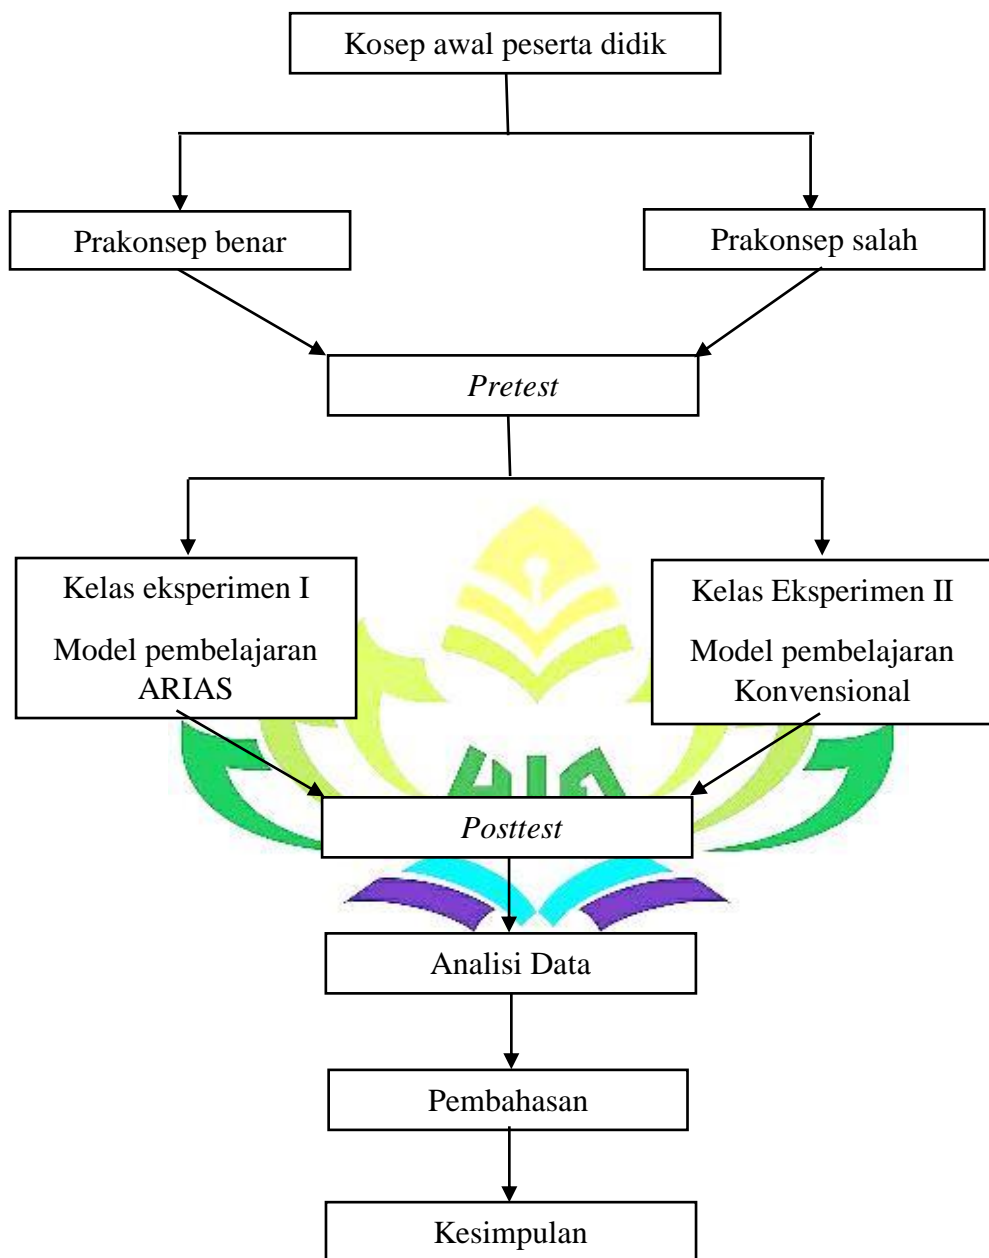 Kosep awal peserta didik
Prakonsep benar
Prakonsep salah
Pretest
Kelas eksperimen I
Model pembelajaran
ARIAS
Kelas Eksperimen II
Model pembelajaran
Konvensional
Posttest
Analisi Data
Pembahasan
Kesimpulan